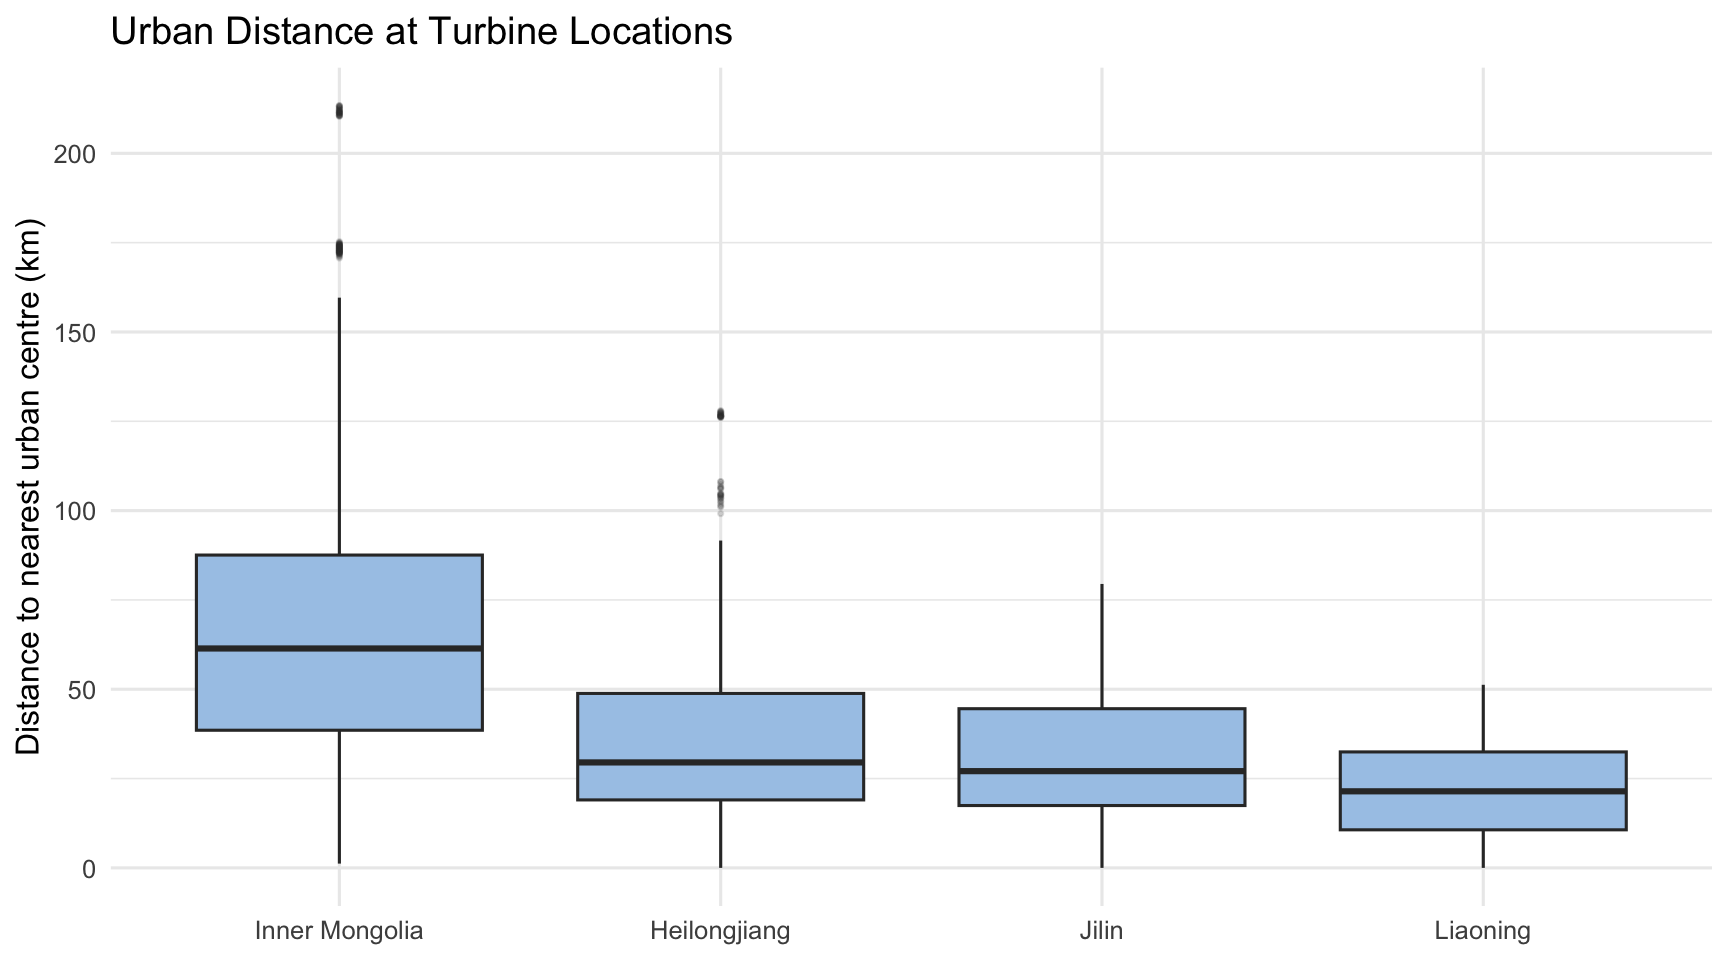 Urban Distance at Turbine Locations
Distance to nearest urban centre (km)
200
150
100
50
0
Inner Mongolia
Heilongjiang
Jilin
Liaoning